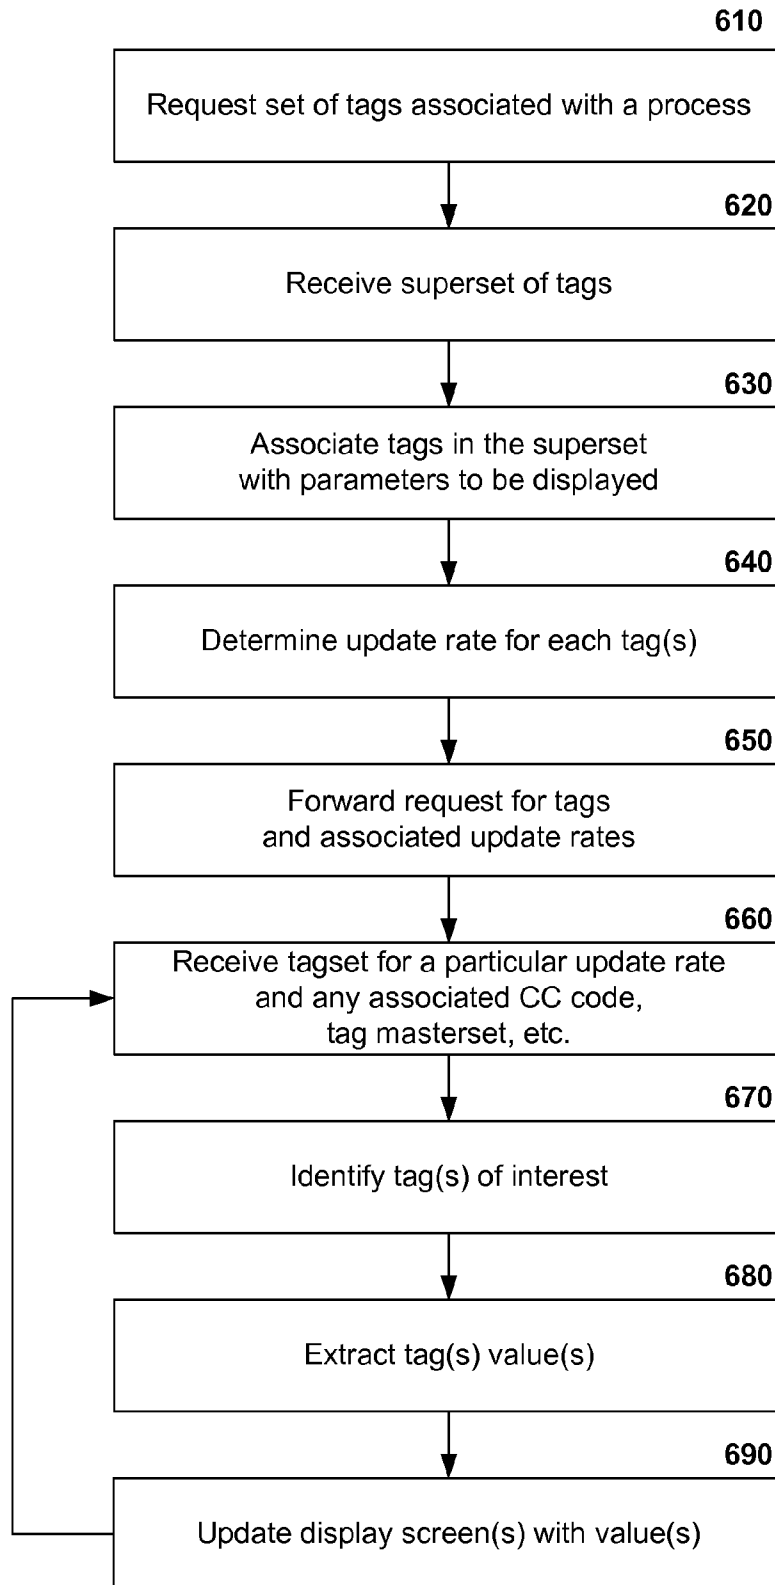 610
Request set of tags associated with a process
620
Receive superset of tags
630
Associate tags in the superset
with parameters to be displayed
640
Determine update rate for each tag(s)
650
Forward request for tags
and associated update rates
660
Receive tagset for a particular update rate
and any associated CC code,
tag masterset, etc.
670
Identify tag(s) of interest
680
Extract tag(s) value(s)
690
Update display screen(s) with value(s)